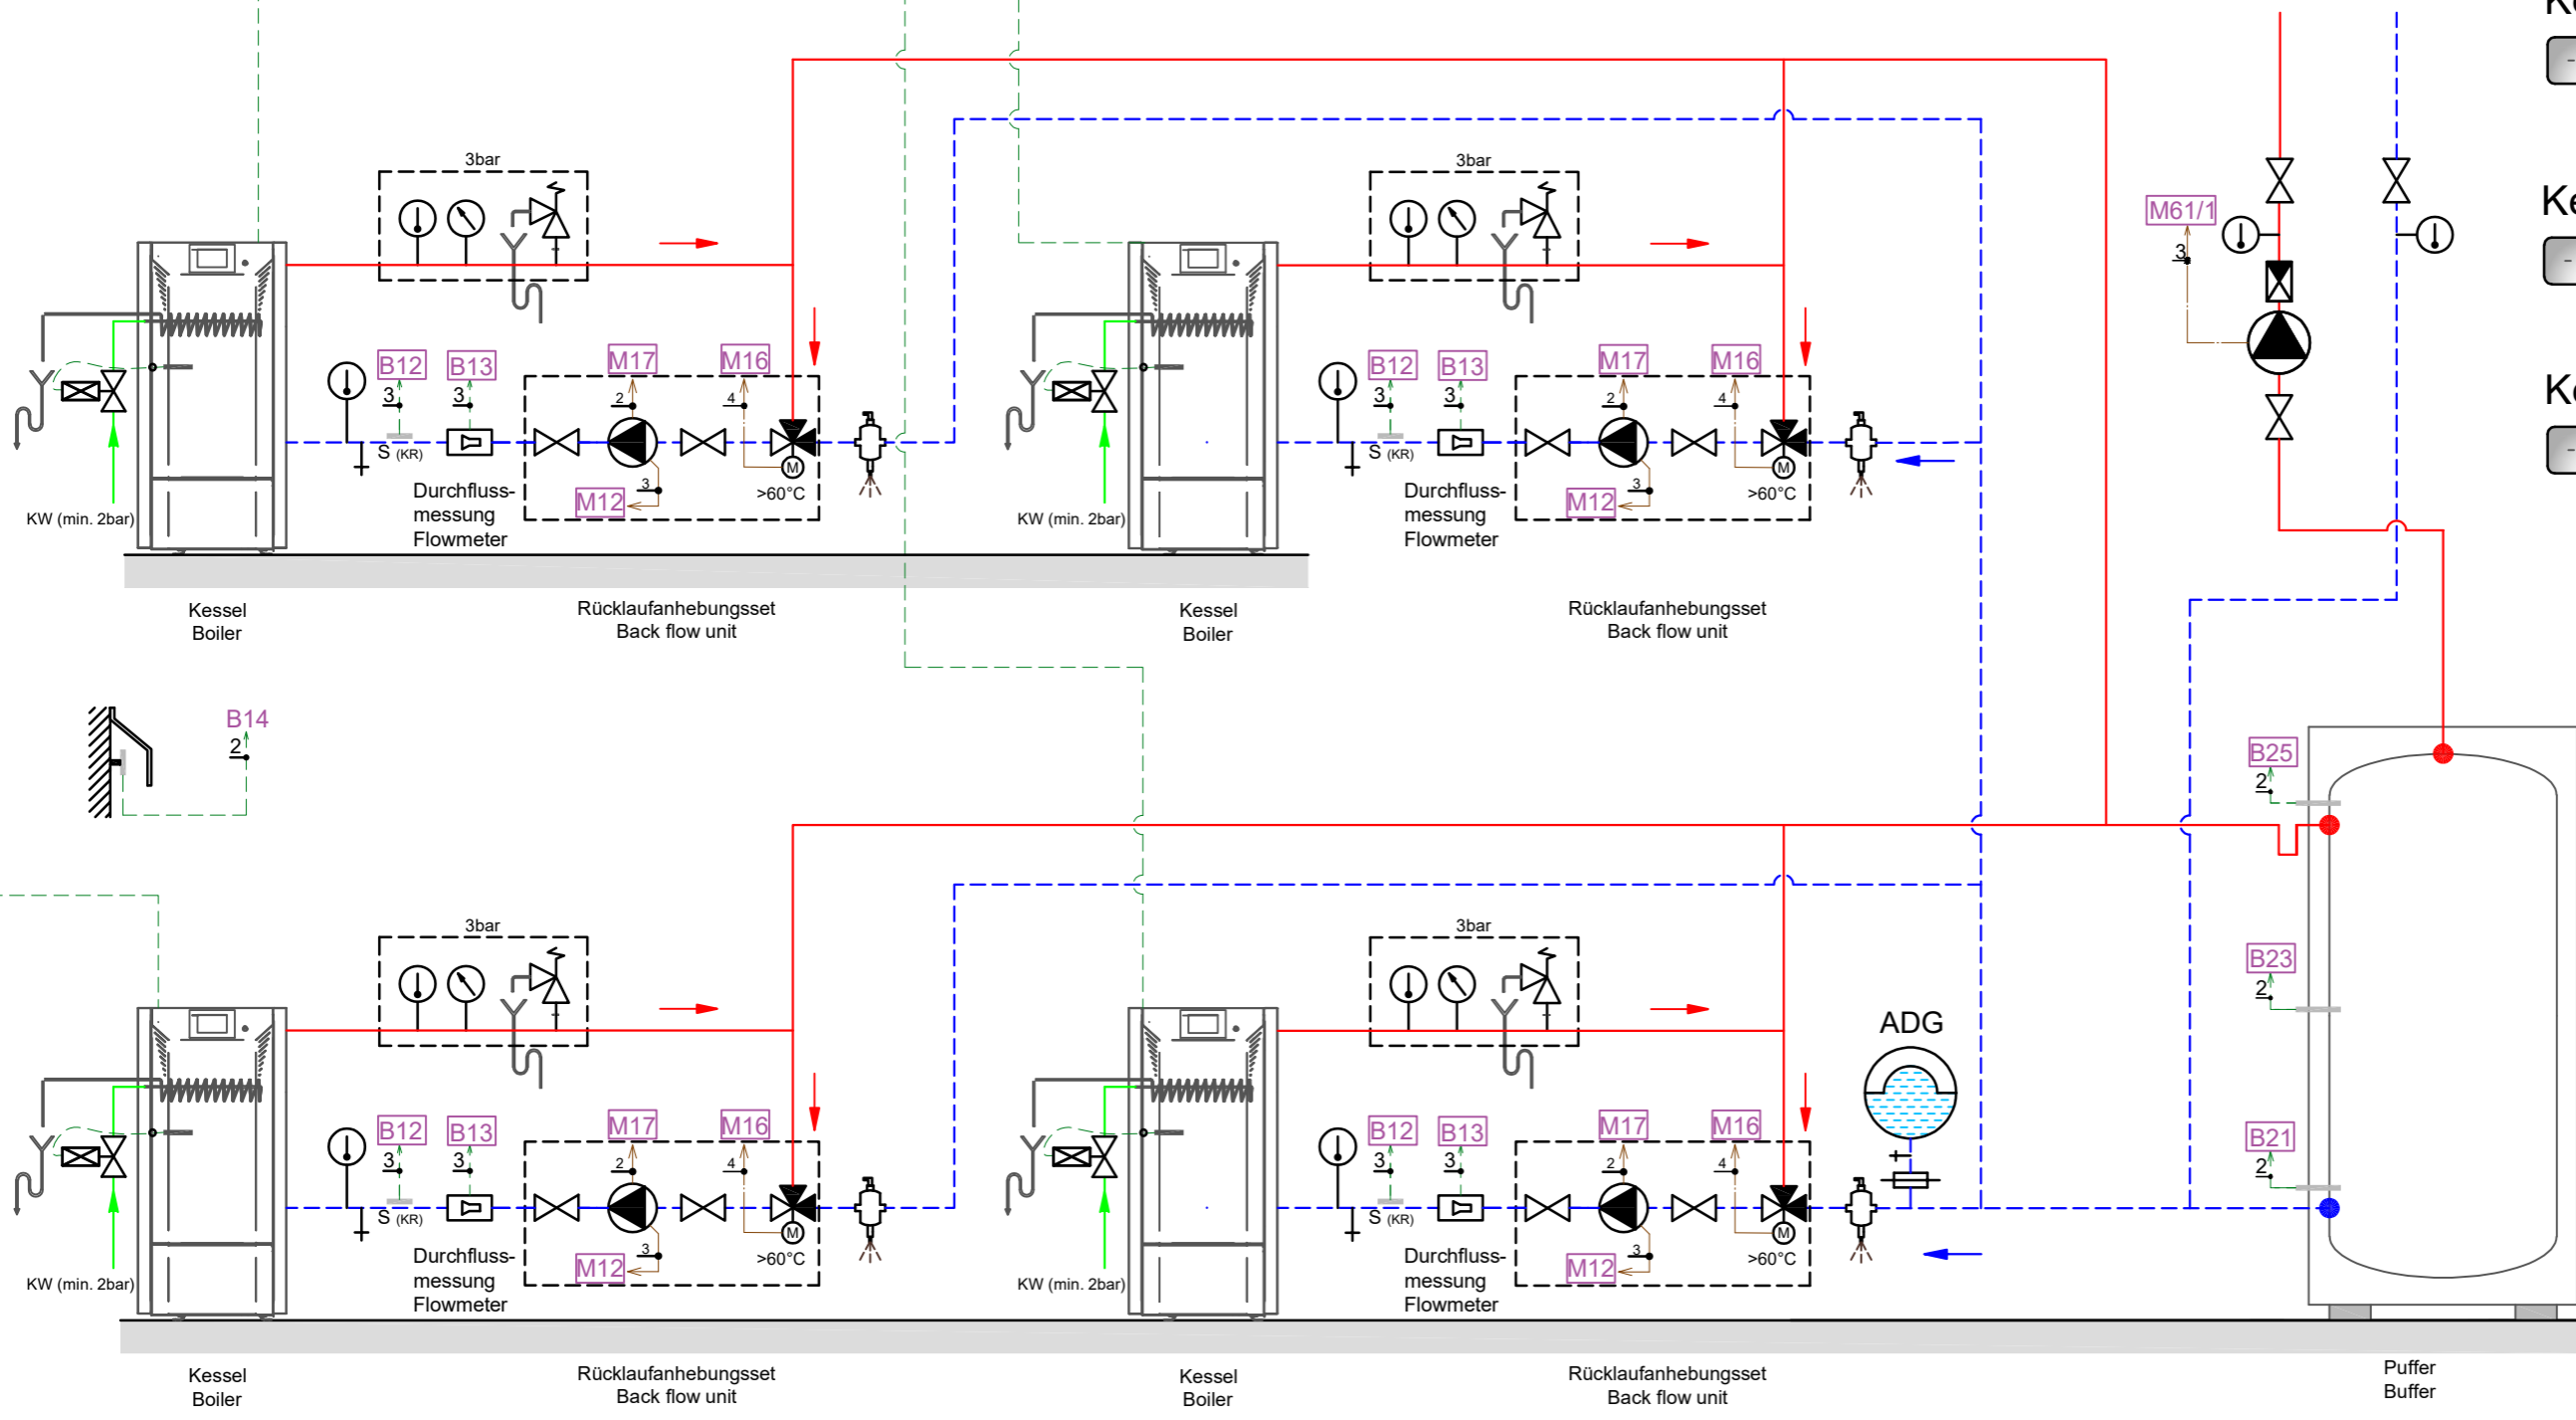 3bar
3bar
M61/1
3
B12
B13
M17
M16
3
3
2
4
S (KR)
M
3
M12
>60°C
Durchfluss-
messung
Flowmeter
KW (min. 2bar)
B12
B13
M17
M16
3
3
2
4
S (KR)
M
3
M12
>60°C
Durchfluss-
messung
Flowmeter
KW (min. 2bar)
Kessel
Boiler
Rücklaufanhebungsset
Back flow unit
Kessel
Boiler
Rücklaufanhebungsset
Back flow unit
B14
2
B25
2
3bar
3bar
B23
2
ADG
B12
B13
M17
M16
3
3
2
4
S (KR)
M
3
M12
>60°C
Durchfluss-
messung
Flowmeter
KW (min. 2bar)
B12
B13
M17
M16
3
3
2
4
S (KR)
M
3
M12
>60°C
Durchfluss-
messung
Flowmeter
KW (min. 2bar)
B21
2
Kessel
Boiler
Rücklaufanhebungsset
Back flow unit
Kessel
Boiler
Rücklaufanhebungsset
Back flow unit
Puffer
Buffer